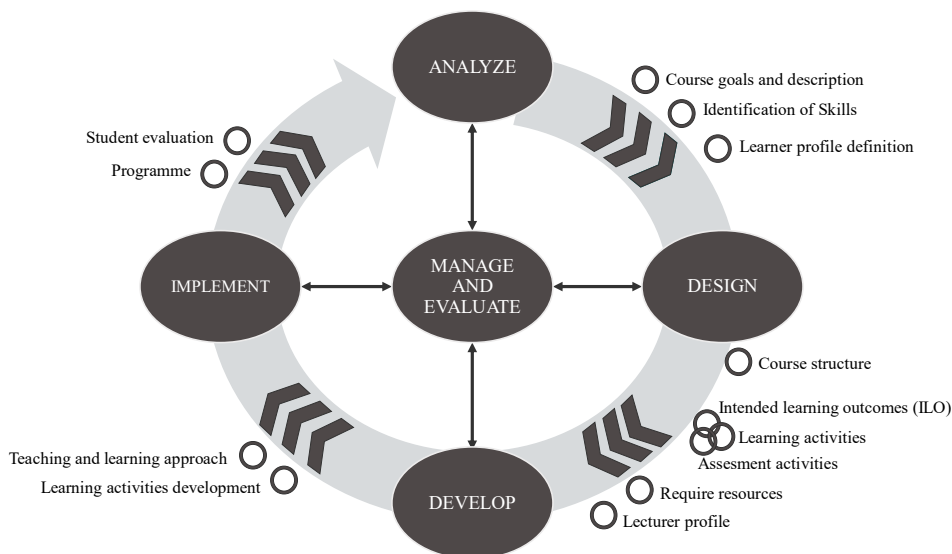 ANALYZE
Course goals and description
Identification of Skills
Learner profile definition
Student evaluation
Programme
IMPLEMENT
MANAGE
AND
EVALUATE
DESIGN
Course structure
Intended learning outcomes (ILO)
Learning activities
Assesment activities
Require resources
Lecturer profile
Teaching and learning approach
Learning activities development
DEVELOP